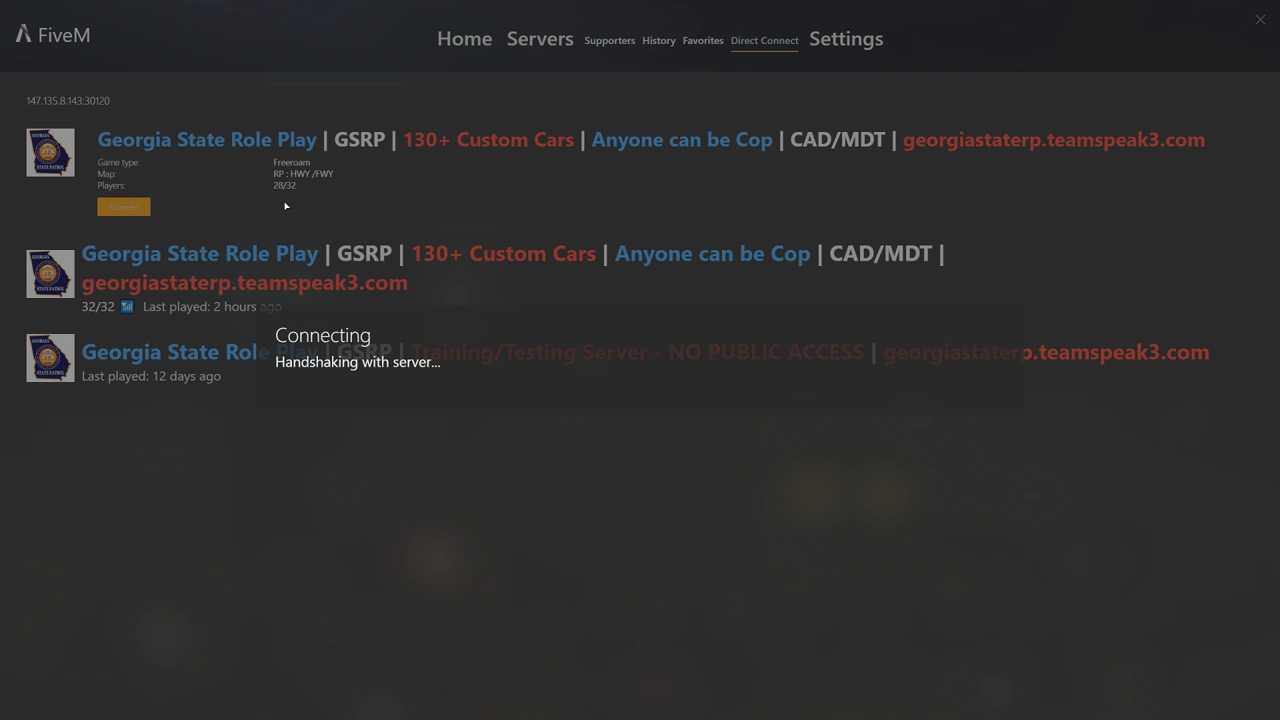 FiveM
Home Servers Supporters History Favorites Direct Connect Settings
147.135.8.143:30120
Georgia State Role Play | GSRP | 130+ Custom Cars | Anyone can be Cop | CAD/MDT | georgiastaterp.teamspeak3.com
Game type: Freeroam
Map: RP : HWY /FWY
Players: 28/32
Connect
Georgia State Role Play | GSRP | 130+ Custom Cars | Anyone can be Cop | CAD/MDT |
georgiastaterp.teamspeak3.com
32/32 Last played: 2 hours ago
Connecting
Georgia State Role Play | GSRP | Training/Testing Server - NO PUBLIC ACCESS | georgiastaterp.teamspeak3.com
Handshaking with server...
Last played: 12 days ago